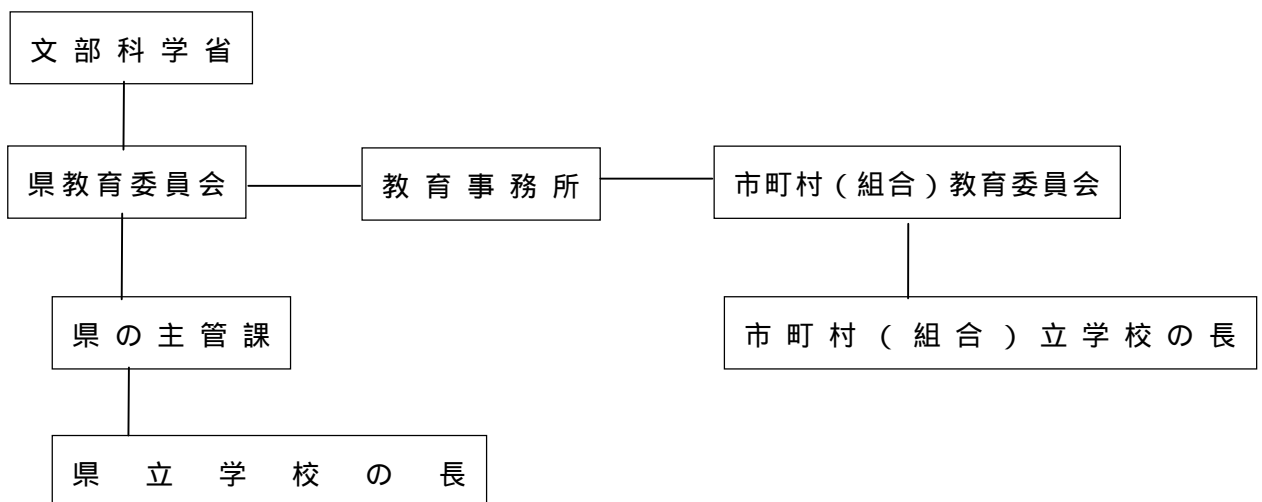 文部科学省
県教育委員会
教育事務所
市町村（組合）教育委員会
県の主管課
市町村（組合）立学校の長
県立学校の長